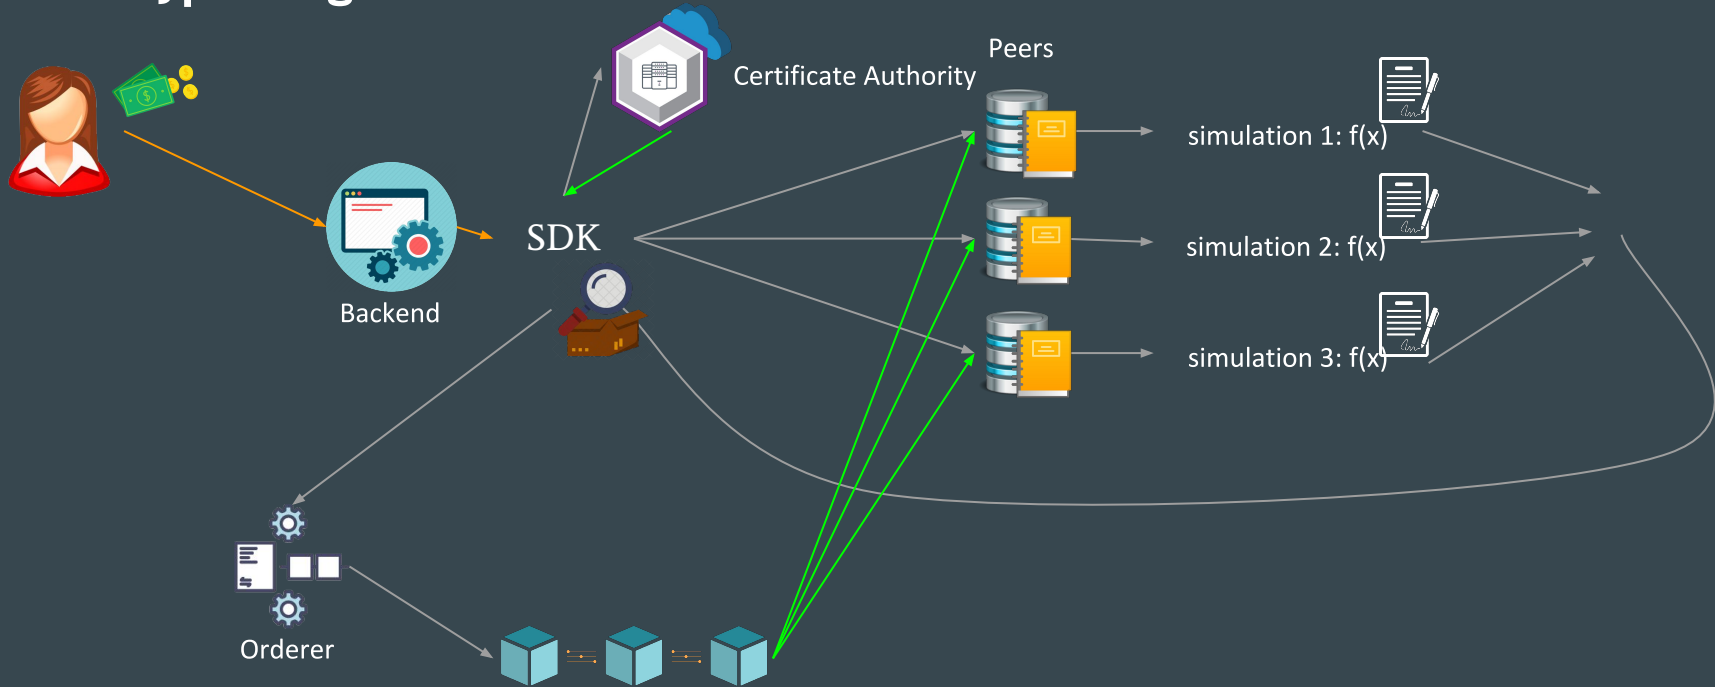 Certificate Authority
Peers
simulation 1: f(x)
SDK
simulation 2: f(x)
Backend
simulation 3: f(x)
Orderer